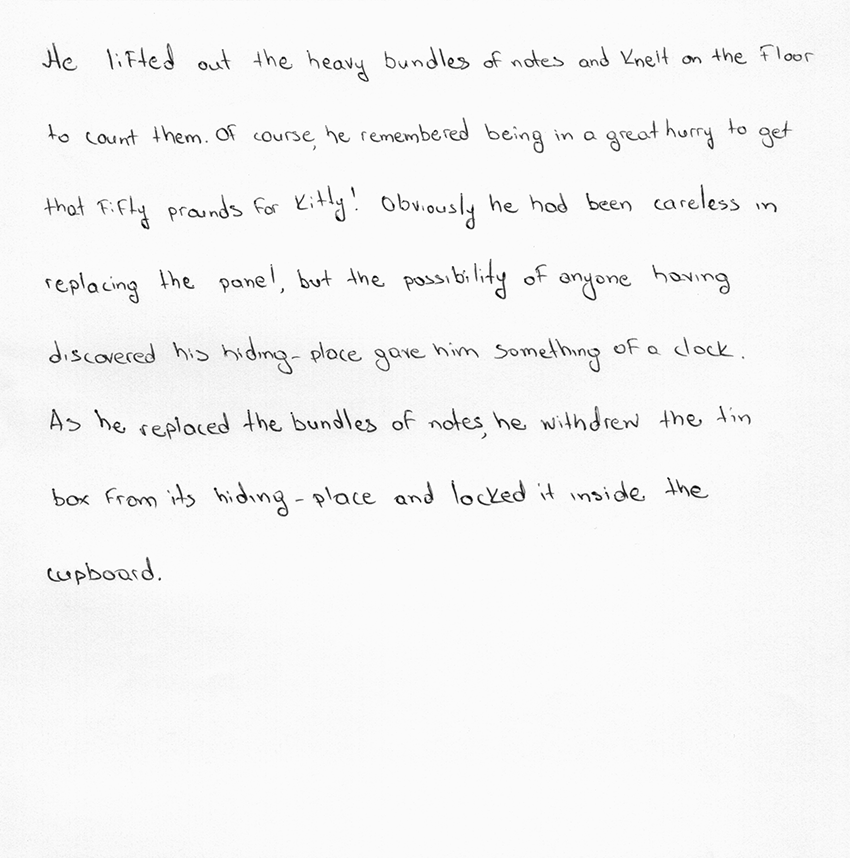 He lifted out the heavy bundles of notes and knelt on the floor
to count them. Of course, he remembered being in a great hurry to get
that fifty prounds for Kitty! Obviously he had been careless in
replacing the panel, but the possibility of anyone having
discovered his hiding-place gave him something of a clock.
As he replaced the bundles of notes, he withdrew the tin
box from its hiding-place and locked it inside the
cupboard.